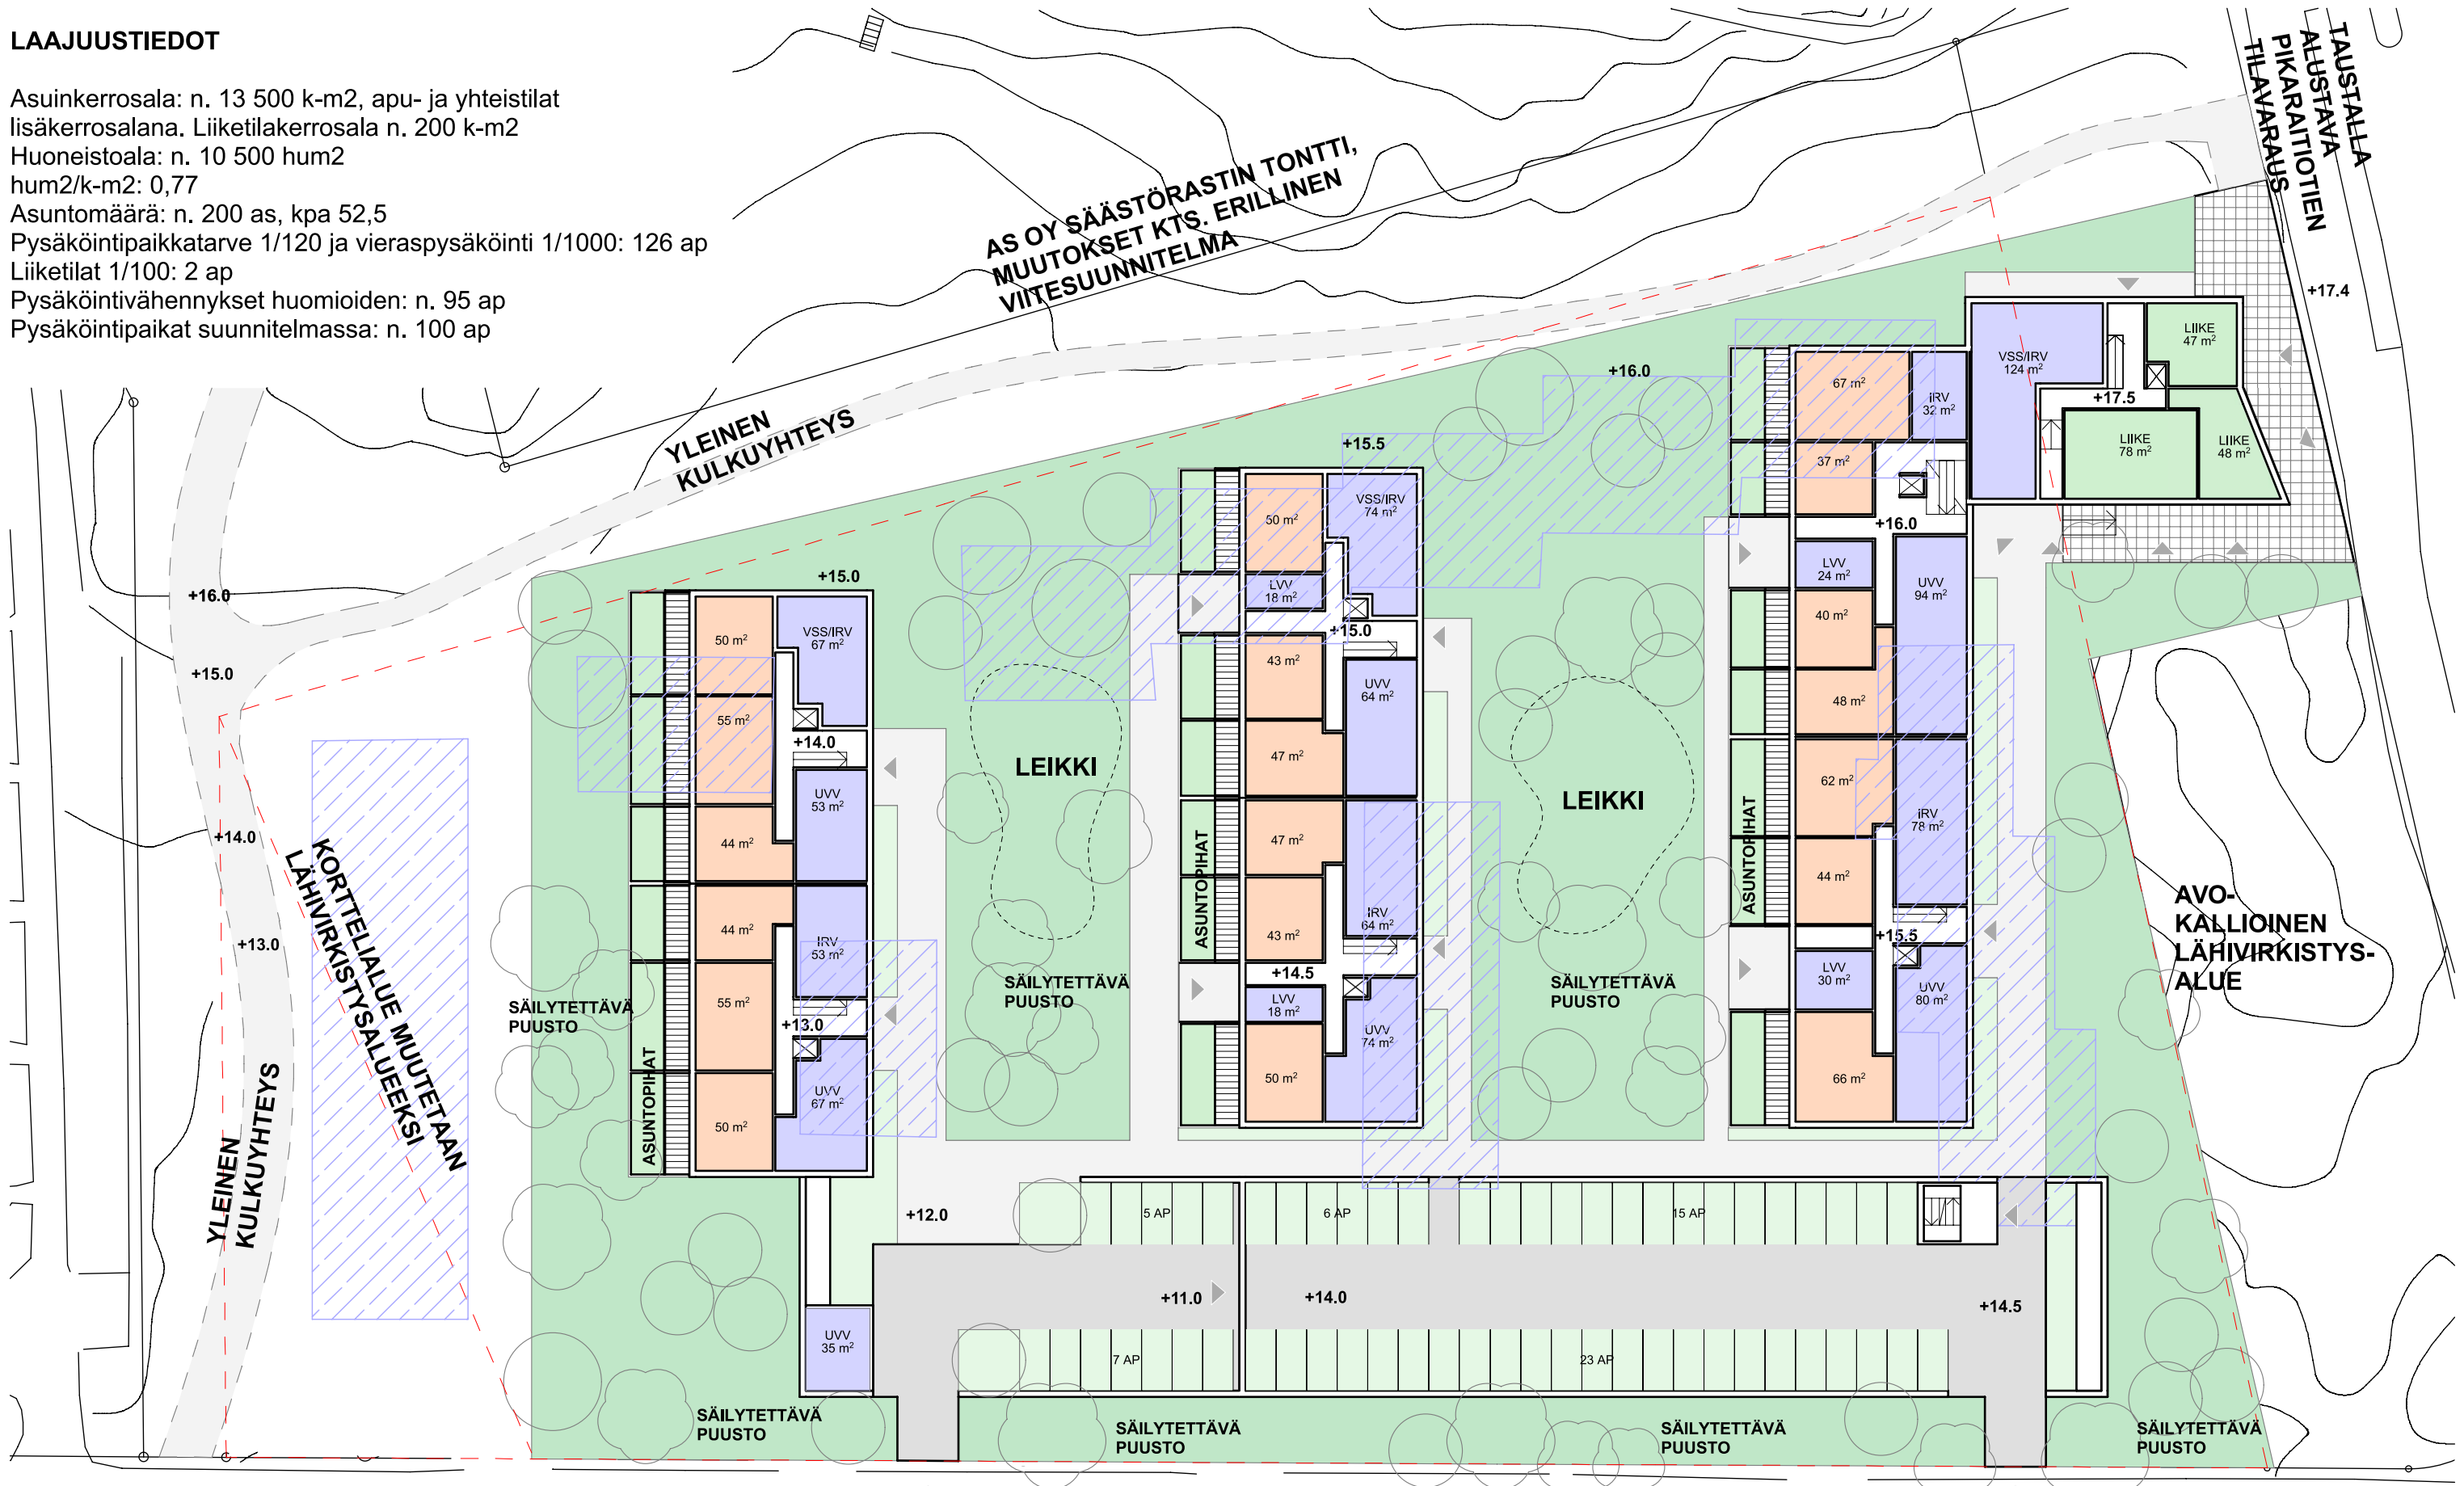 LAAJUUSTIEDOT
Asuinkerrosala: n. 13 500 k-m2, apu- ja yhteistilat
lisäkerrosalana. Liiketilakerrosala n. 200 k-m2
Huoneistoala: n. 10 500 hum2
hum2/k-m2: 0,77
Asuntomäärä: n. 200 as, kpa 52,5
Pysäköintipaikkatarve 1/120 ja vieraspysäköinti 1/1000: 126 ap
Liiketilat 1/100: 2 ap
Pysäköintivähennykset huomioiden: n. 95 ap
Pysäköintipaikat suunnitelmassa: n. 100 ap
AS OY SÄÄSTÖRASTIN TONTTI,
MUUTOKSET KTS. ERILLINEN
VIITESUUNNITELMA
TAUSTALLA
ALUSTAVA
PIKARAITIOTIEN
TILAVARAUS
+17.4
YLEINEN
KULKUYHTEYS
+16.0
+15.0
+14.0
+13.0
YLEINEN
KULKUYHTEYS
KORTTELIALUE MUUTETAAN
LÄHIVIRKISTYSALUEEKSI
+15.0
50 m²
VSS/IRV
67 m²
55 m²
+14.0
UVV
53 m²
44 m²
44 m²
IRV
53 m²
55 m²
+13.0
50 m²
UVV
67 m²
ASUNTOPIHAT
SÄILYTETTÄVÄ
PUUSTO
LEIKKI
SÄILYTETTÄVÄ
PUUSTO
+15.5
50 m²
VSS/IRV
74 m²
LVV
18 m²
+15.0
43 m²
UVV
64 m²
47 m²
47 m²
ASUNTOPIHAT
43 m²
IRV
64 m²
+14.5
LVV
18 m²
50 m²
UVV
74 m²
LEIKKI
SÄILYTETTÄVÄ
PUUSTO
+16.0
67 m²
IRV
32 m²
37 m²
+16.0
LVV
24 m²
UVV
94 m²
40 m²
48 m²
62 m²
IRV
78 m²
ASUNTOPIHAT
44 m²
+15.5
LVV
30 m²
UVV
80 m²
66 m²
VSS/IRV
124 m²
LIIKE
47 m²
+17.5
LIIKE
78 m²
LIIKE
48 m²
AVO-
KALLIOINEN
LÄHIVIRKISTYS-
ALUE
+12.0
5 AP
6 AP
15 AP
+11.0
+14.0
+14.5
UVV
35 m²
7 AP
23 AP
SÄILYTETTÄVÄ
PUUSTO
SÄILYTETTÄVÄ
PUUSTO
SÄILYTETTÄVÄ
PUUSTO
SÄILYTETTÄVÄ
PUUSTO